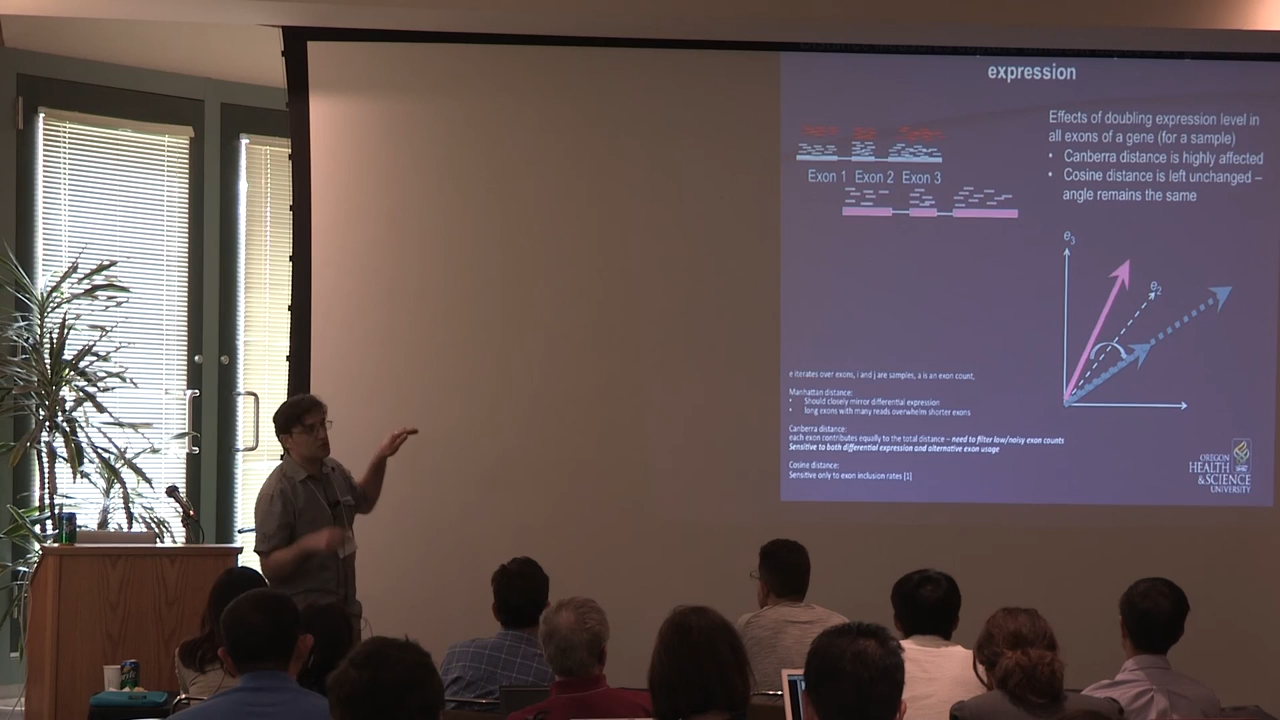 expression
Effects of doubling expression level in
all exons of a gene (for a sample)
• Canberra distance is highly affected
• Cosine distance is left unchanged –
angle remains the same
Exon 1 Exon 2 Exon 3
e3
e2
e iterates over exons, i and j are samples, a is an exon count,
Manhattan distance:
• Should closely mirror differential expression
• long exons with many reads overwhelm shorter exons
Canberra distance:
each exon contributes equally to the total distance – need to filter low/noisy exon counts
Sensitive to both differential expression and alternative exon usage
Cosine distance:
Sensitive only to exon inclusion rates [1]
OREGON
HEALTH
&SCIENCE
UNIVERSITY